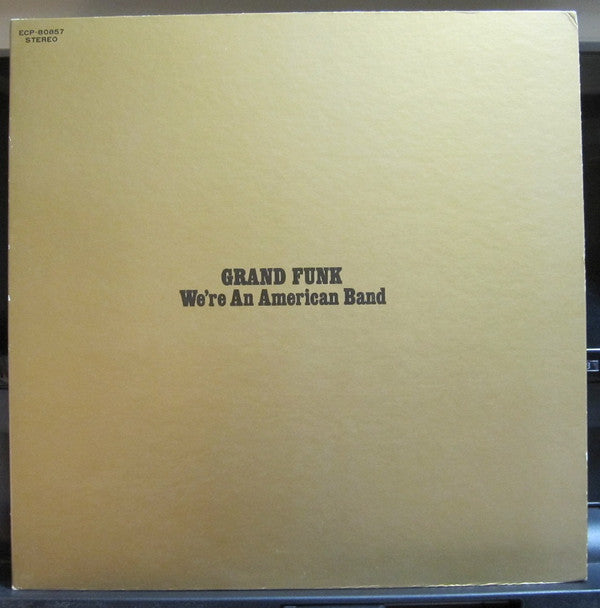 ECP-80857
STEREO
GRAND FUNK
We're An American Band